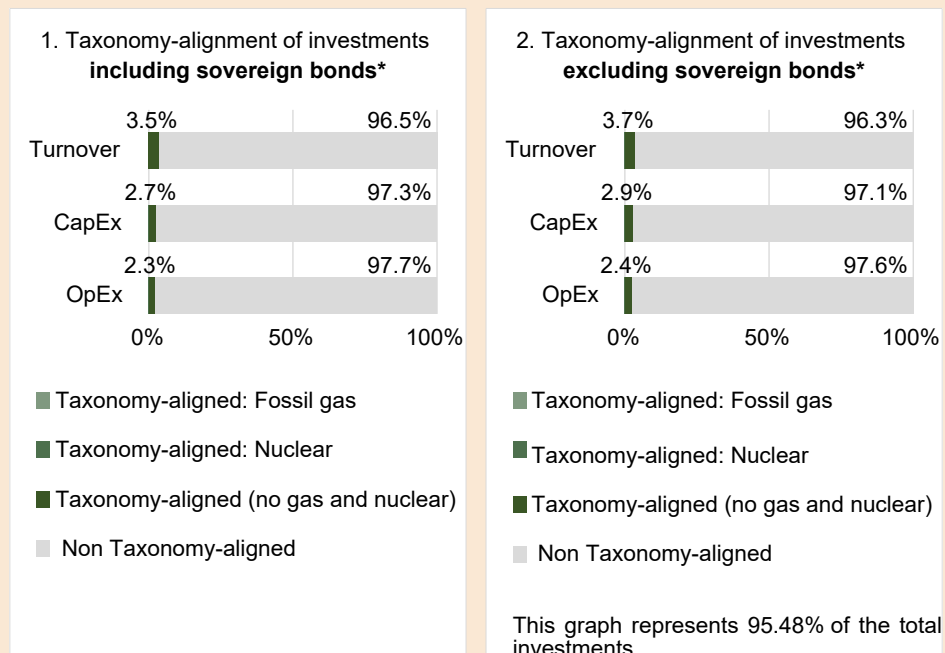 1. Taxonomy-alignment of investments
including sovereign bonds*
3.5% 96.5%
Turnover
2.7% 97.3%
CapEx
2.3% 97.7%
OpEx
0% 50% 100%
Taxonomy-aligned: Fossil gas
Taxonomy-aligned: Nuclear
Taxonomy-aligned (no gas and nuclear)
Non Taxonomy-aligned
2. Taxonomy-alignment of investments
excluding sovereign bonds*
3.7% 96.3%
Turnover
2.9% 97.1%
CapEx
2.4% 97.6%
OpEx
0% 50% 100%
Taxonomy-aligned: Fossil gas
Taxonomy-aligned: Nuclear
Taxonomy-aligned (no gas and nuclear)
Non Taxonomy-aligned
This graph represents 95.48% of the total
investments